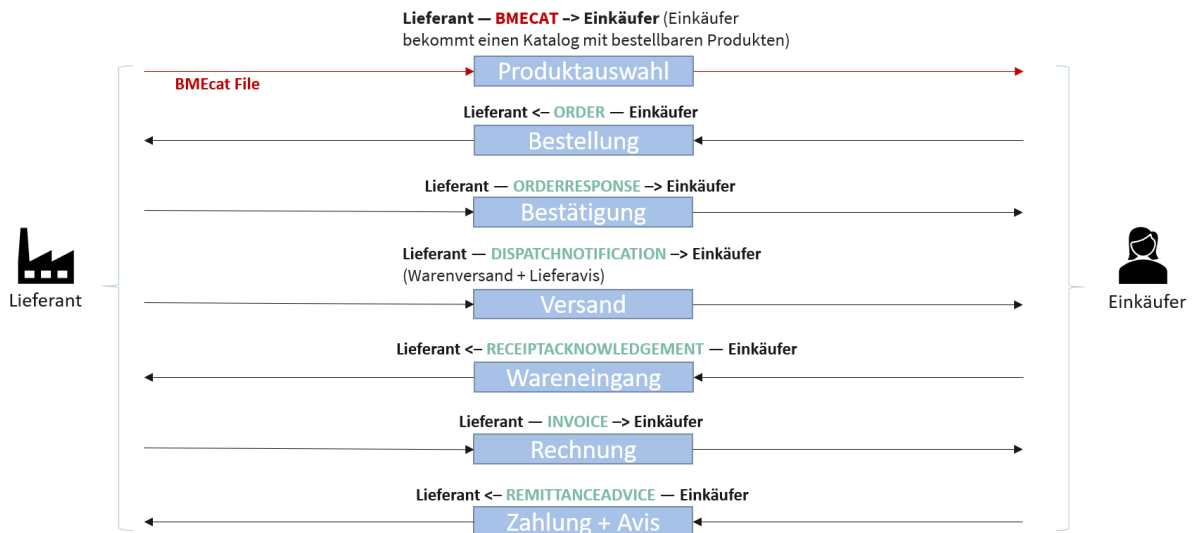 Lieferant — BMECAT –> Einkäufer (Einkäufer
bekommt einen Katalog mit bestellbaren Produkten)
Produktauswahl
BMEcat File
Lieferant <– ORDER — Einkäufer
Bestellung
Lieferant — ORDERRESPONSE –> Einkäufer
Bestätigung
Lieferant — DISPATCHNOTIFICATION –> Einkäufer
(Warenversand + Lieferavis)
Lieferant
Versand
Einkäufer
Lieferant <– RECEIPTACKNOWLEDGEMENT — Einkäufer
Wareneingang
Lieferant — INVOICE –> Einkäufer
Rechnung
Lieferant <– REMITTANCEADVICE — Einkäufer
Zahlung + Avis